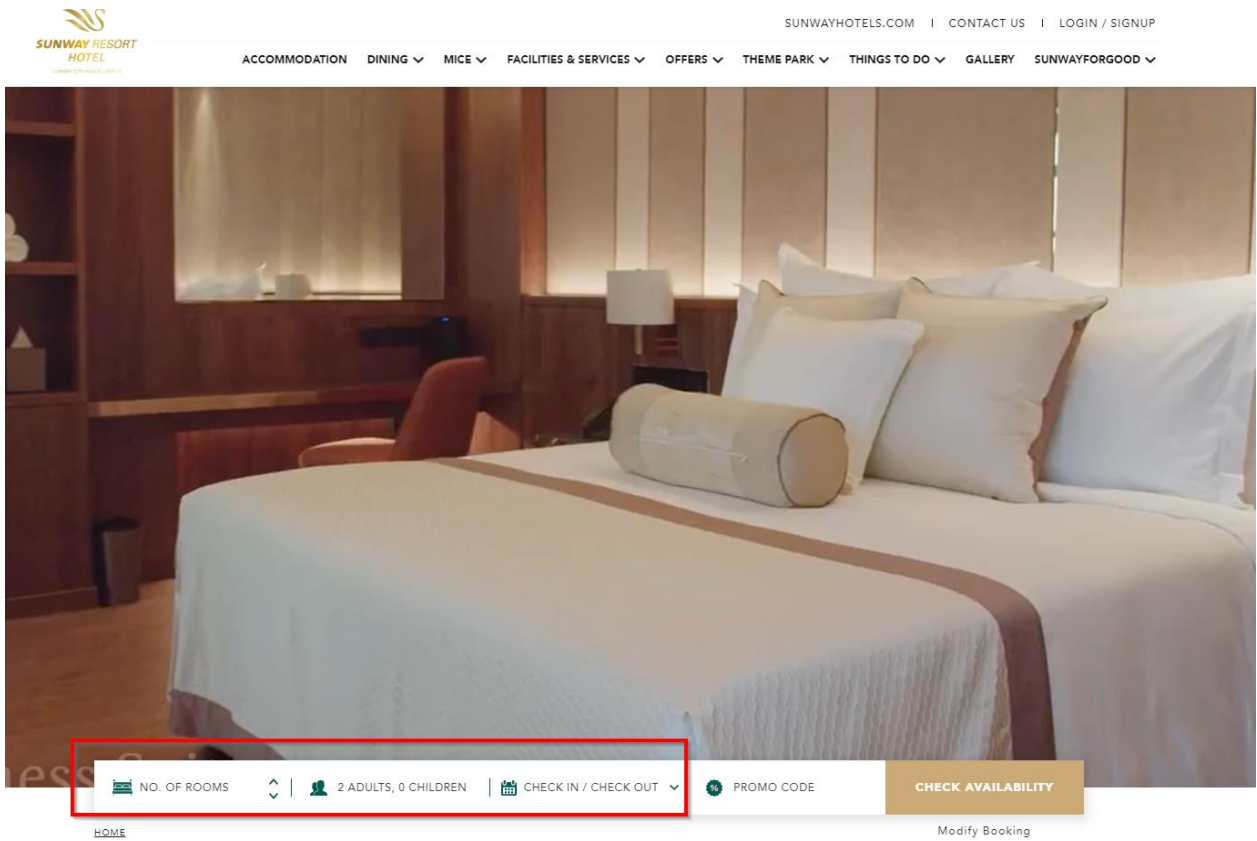 SUNWAY RESORT
HOTEL
SUNWAYHOTELS.COM | CONTACT US | LOGIN / SIGNUP
ACCOMMODATION DINING MICE FACILITIES & SERVICES OFFERS THEME PARK THINGS TO DO GALLERY SUNWAYFORGOOD
NO. OF ROOMS 2 ADULTS, 0 CHILDREN CHECK IN / CHECK OUT % PROMO CODE CHECK AVAILABILITY
HOME Modify Booking